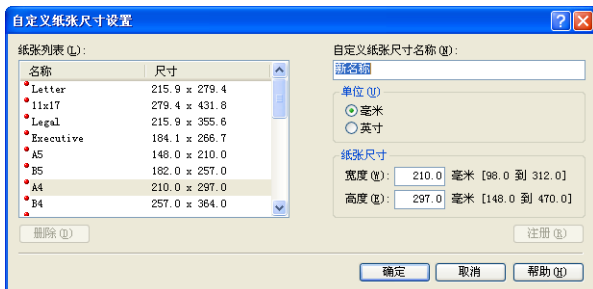 自定义纸张尺寸设置
纸张列表(L):
名称 尺寸
Letter 215.9 x 279.4
11x17 279.4 x 431.8
Legal 215.9 x 355.6
Executive 184.1 x 266.7
A5 148.0 x 210.0
B5 182.0 x 257.0
A4 210.0 x 297.0
B4 257.0 x 364.0
删除(D)
自定义纸张尺寸名称(N):
新名称
单位(U)
毫米
英寸
纸张尺寸
宽度(W): 210.0 毫米 [98.0 到 312.0]
高度(E): 297.0 毫米 [148.0 到 470.0]
注册(R)
确定 取消 帮助(H)